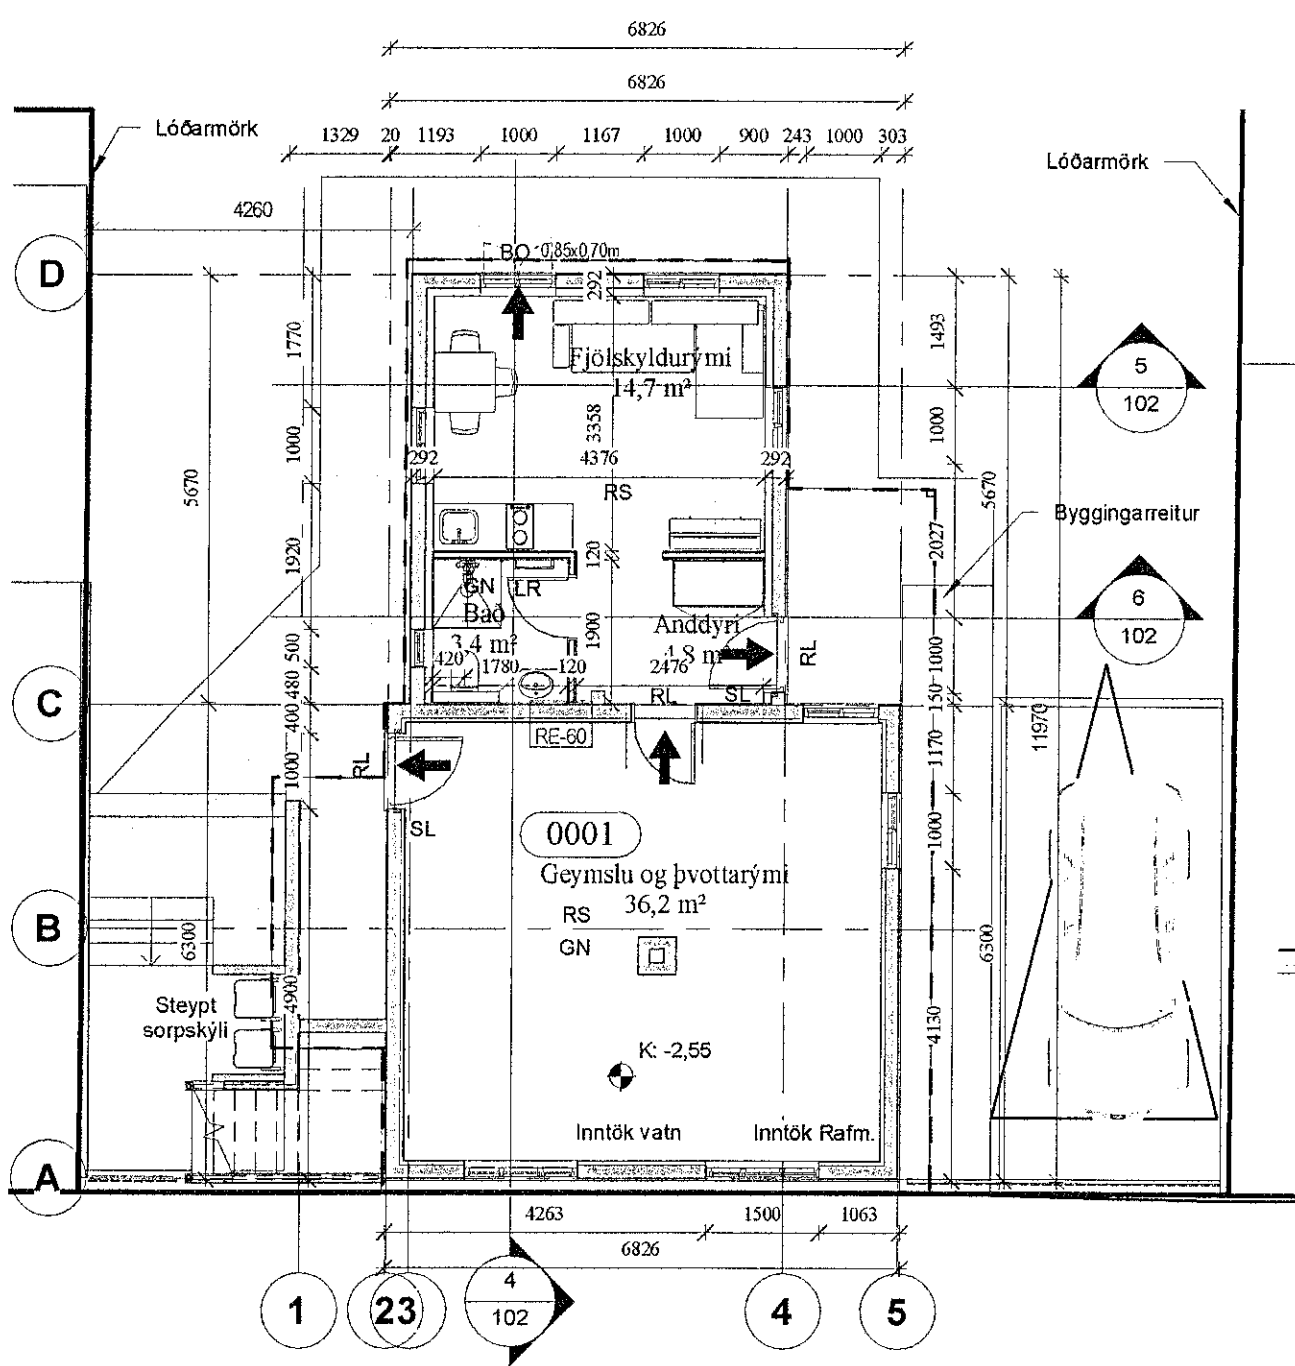 6826
6826
1329 20 1193 1000 1167 1000 900 243 1000 303
Lóðarmörk
Lóðarmörk
4260
D
BO 0,85x0,70m
292
1770
1493
Fjölskyldurými
14,7 m²
5
102
3358
1000
1000
292 4376 292
5670
5670
RS
Byggingarreitur
1920
120
2027
GN LR
Bað
3,4 m²
1900
Anddyri
4,8 m²
6
102
500
420 1780 120 2476
RL
1000
480
C
RL SL
150
400
RE-60
RL
1170
11970
1000
SL
0001
1000
Geymslu og þvottarými
36,2 m²
RS
B
6300
GN
6300
4900
Steypt
sorpskýli
4130
K: -2,55
Inntök vatn Inntök Rafm.
A
4263 1500 1063
6826
1 2 3 4 5
4
102